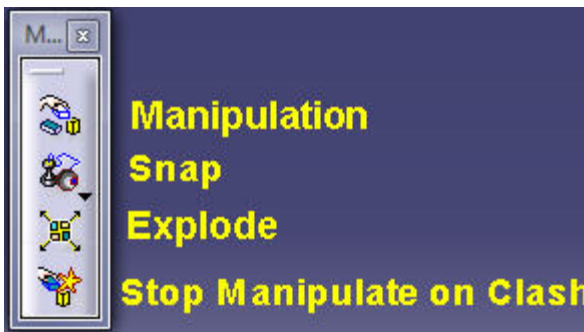 M...
Manipulation
Snap
Explode
Stop Manipulate on Clash